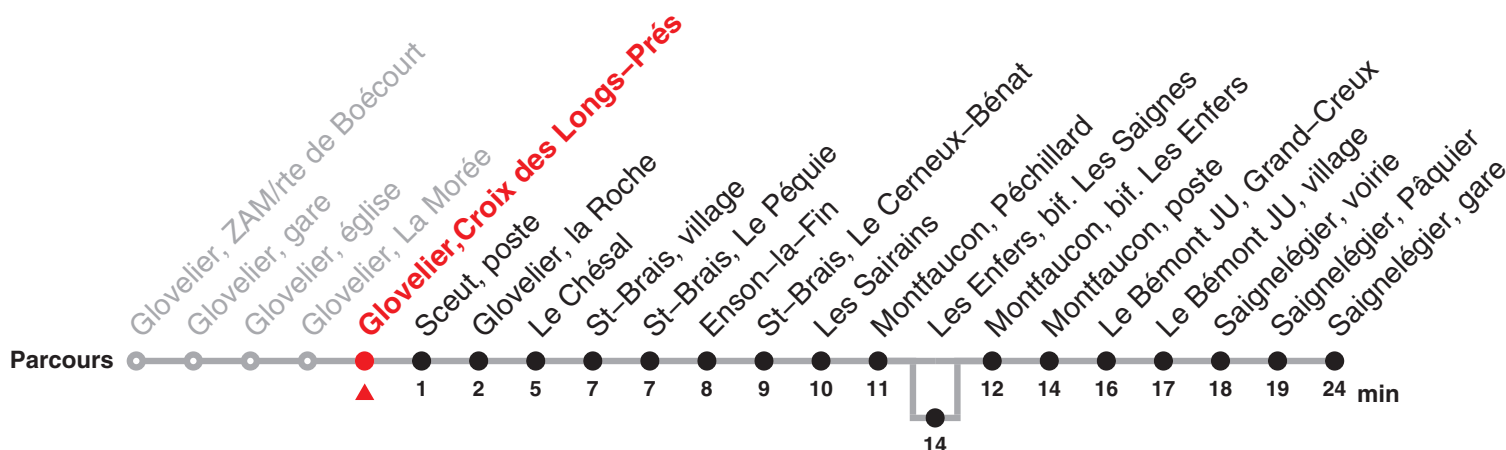 Glovelier, ZAM/rte de Boécourt
Glovelier, gare
Glovelier, église
Glovelier, La Morée
Glovelier,Croix des Longs–Prés
Sceut, poste
Glovelier, la Roche
Le Chésal
St–Brais, village
St–Brais, Le Péquie
Enson–la–Fin
St–Brais, Le Cerneux–Bénat
Les Sairains
Montfaucon, Péchillard
Les Enfers, bif. Les Saignes
Montfaucon, bif. Les Enfers
Montfaucon, poste
Le Bémont JU, Grand–Creux
Le Bémont JU, village
Saignelégier, voirie
Saignelégier, Pâquier
Saignelégier, gare
Parcours
1 2 5 7 7 8 9 10 11 12 14 16 17 18 19 24 min
14